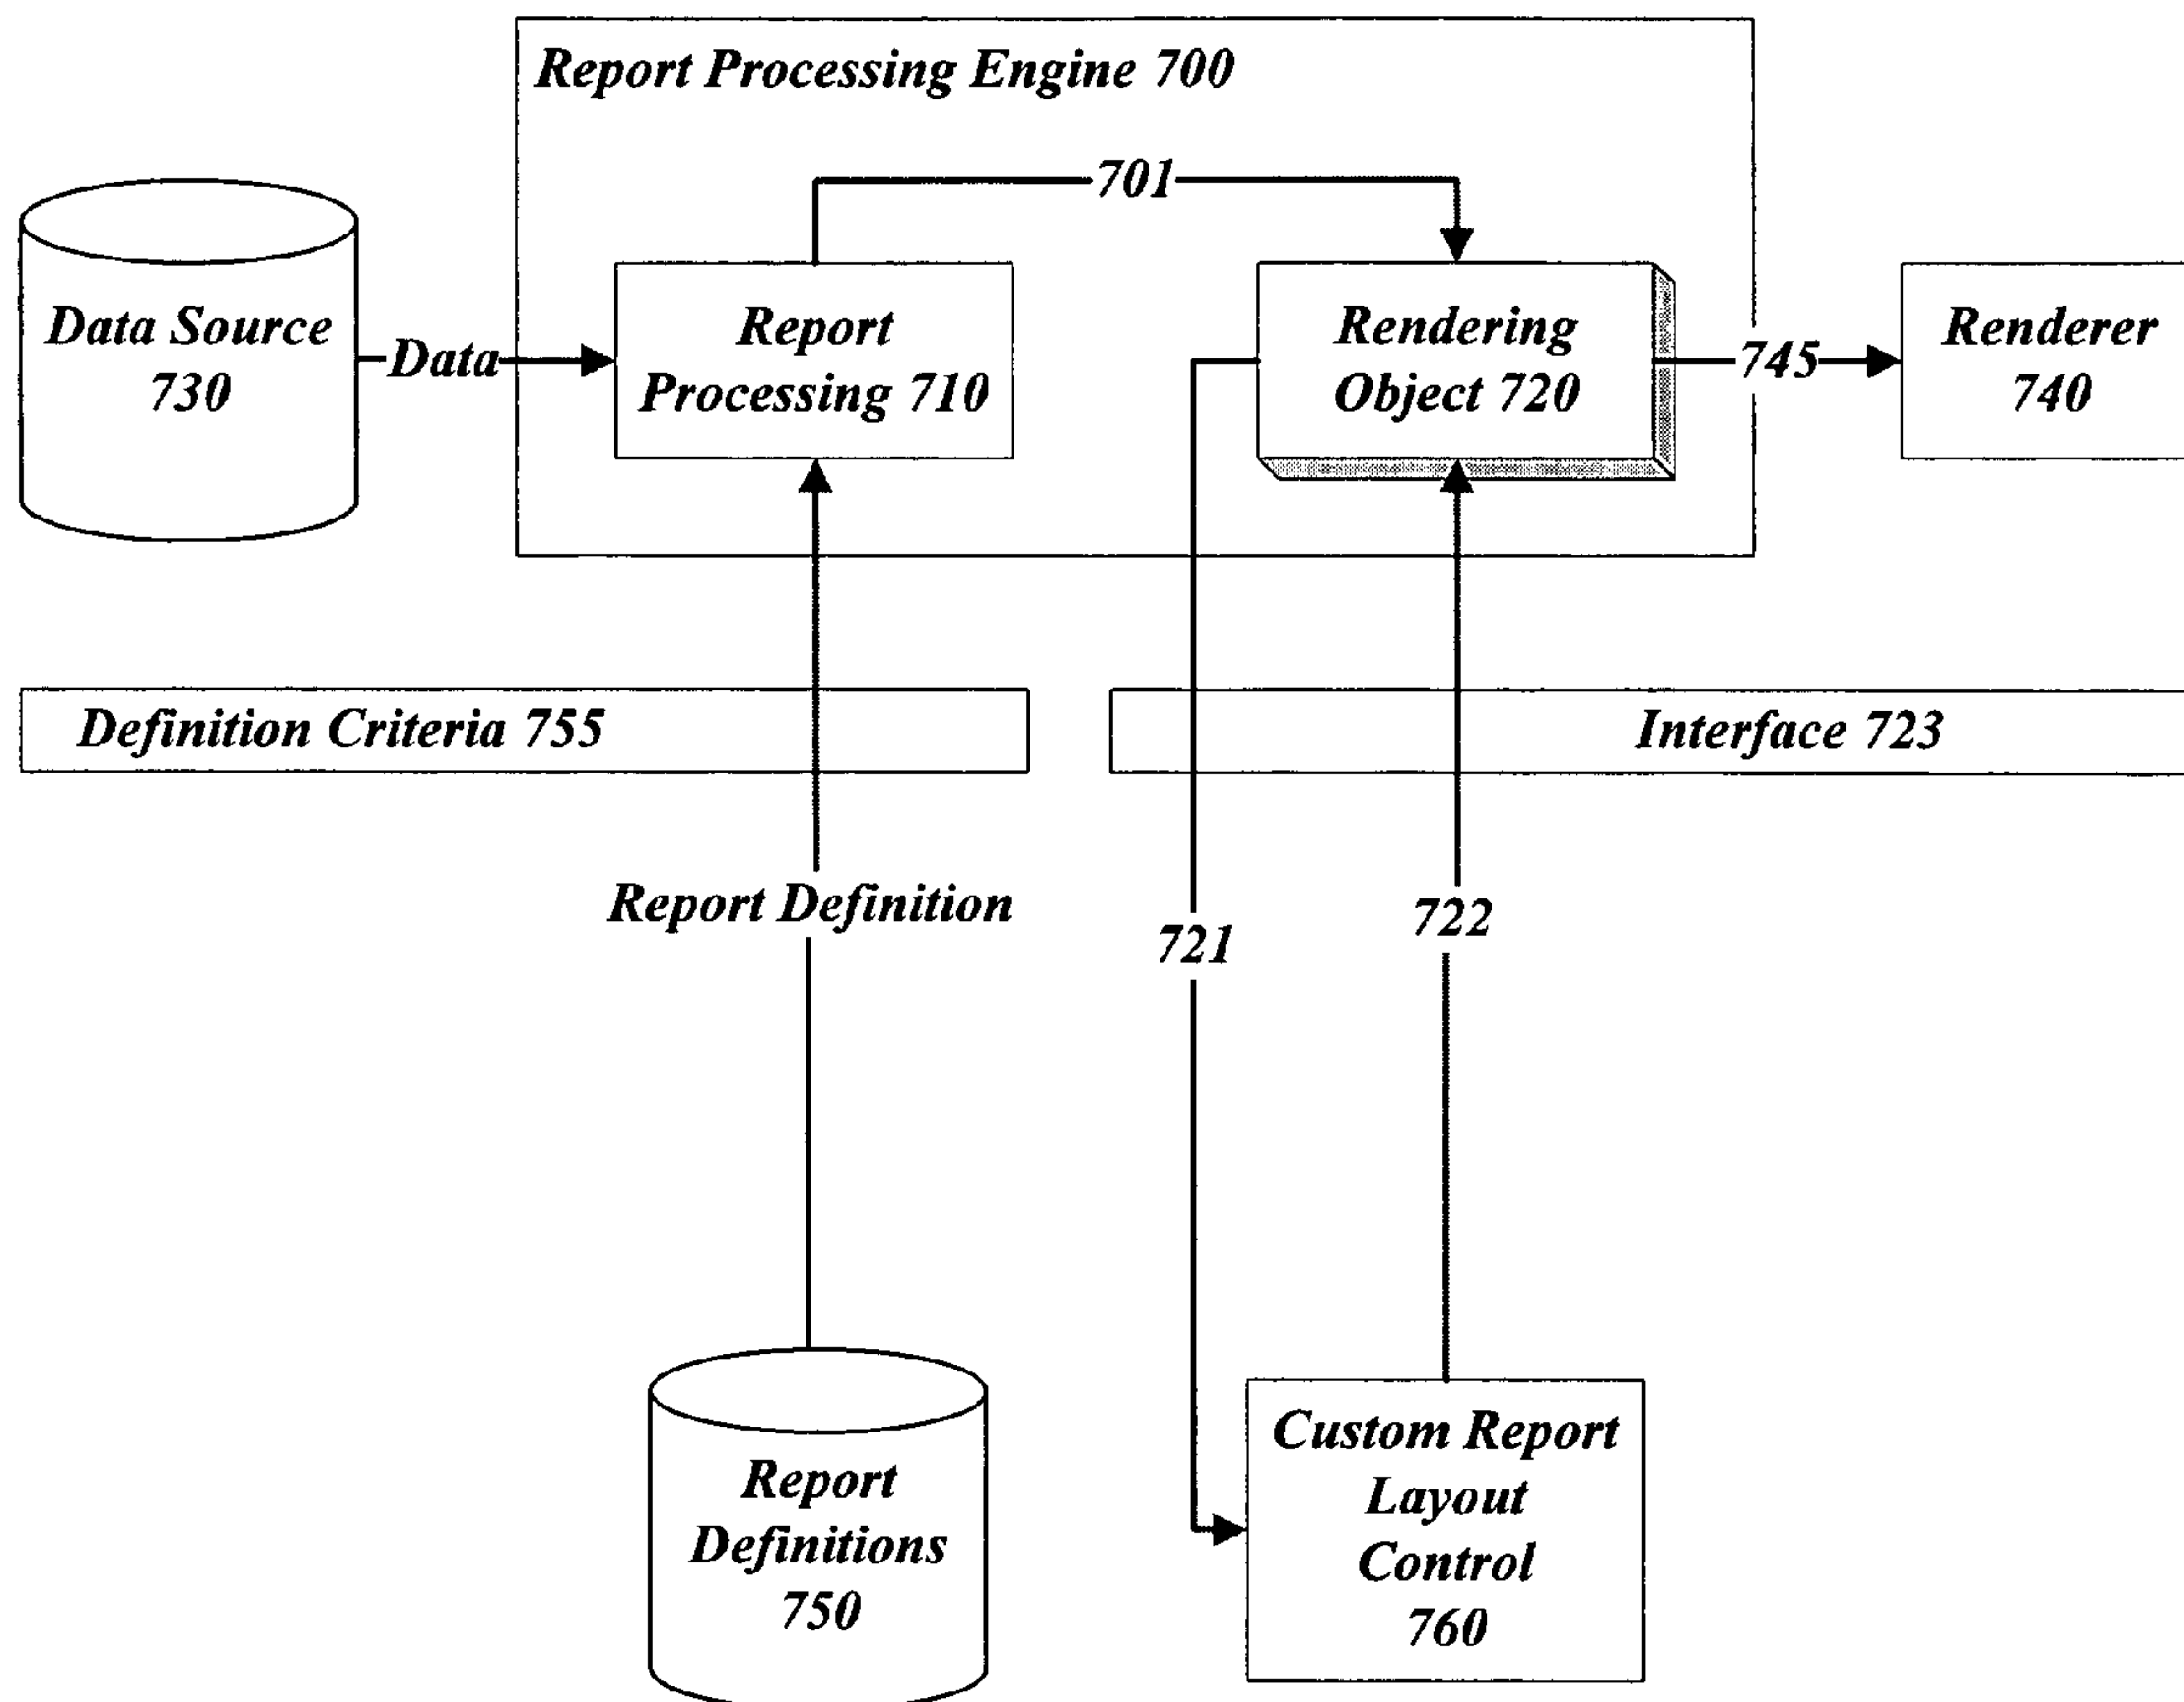 Report Processing Engine 700
701
Data Source
730
Data
Report
Processing 710
Rendering
Object 720
745
Renderer
740
Definition Criteria 755
Interface 723
Report Definition
721
722
Report
Definitions
750
Custom Report
Layout
Control
760